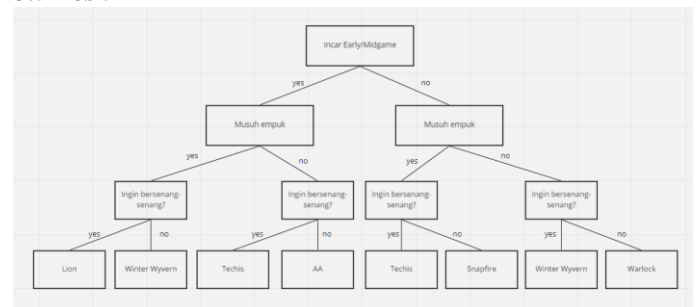 Incar Early/Midgame
yes
no
Musuh empuk
Musuh empuk
yes
no
yes
no
Ingin bersenang-
senang?
Ingin bersenang-
senang?
Ingin bersenang-
senang?
Ingin bersenang-
senang?
yes
no
yes
no
yes
no
yes
no
Lion
Winter Wyvern
Techis
AA
Techis
Snapfire
Winter Wyvern
Warlock